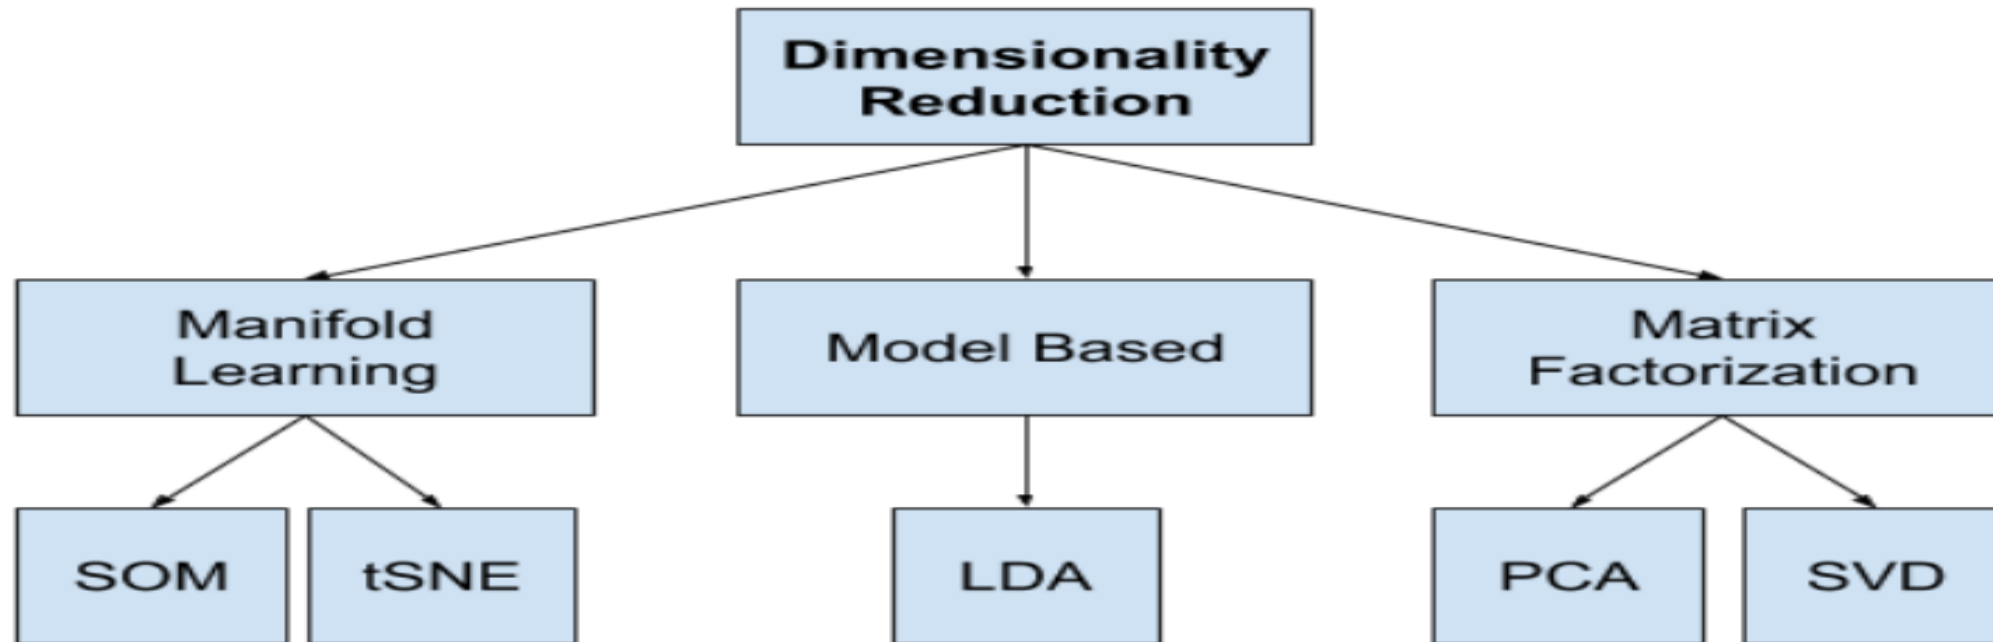 Dimensionality
Reduction
Manifold
Learning
Model Based
Matrix
Factorization
SOM
tSNE
LDA
PCA
SVD